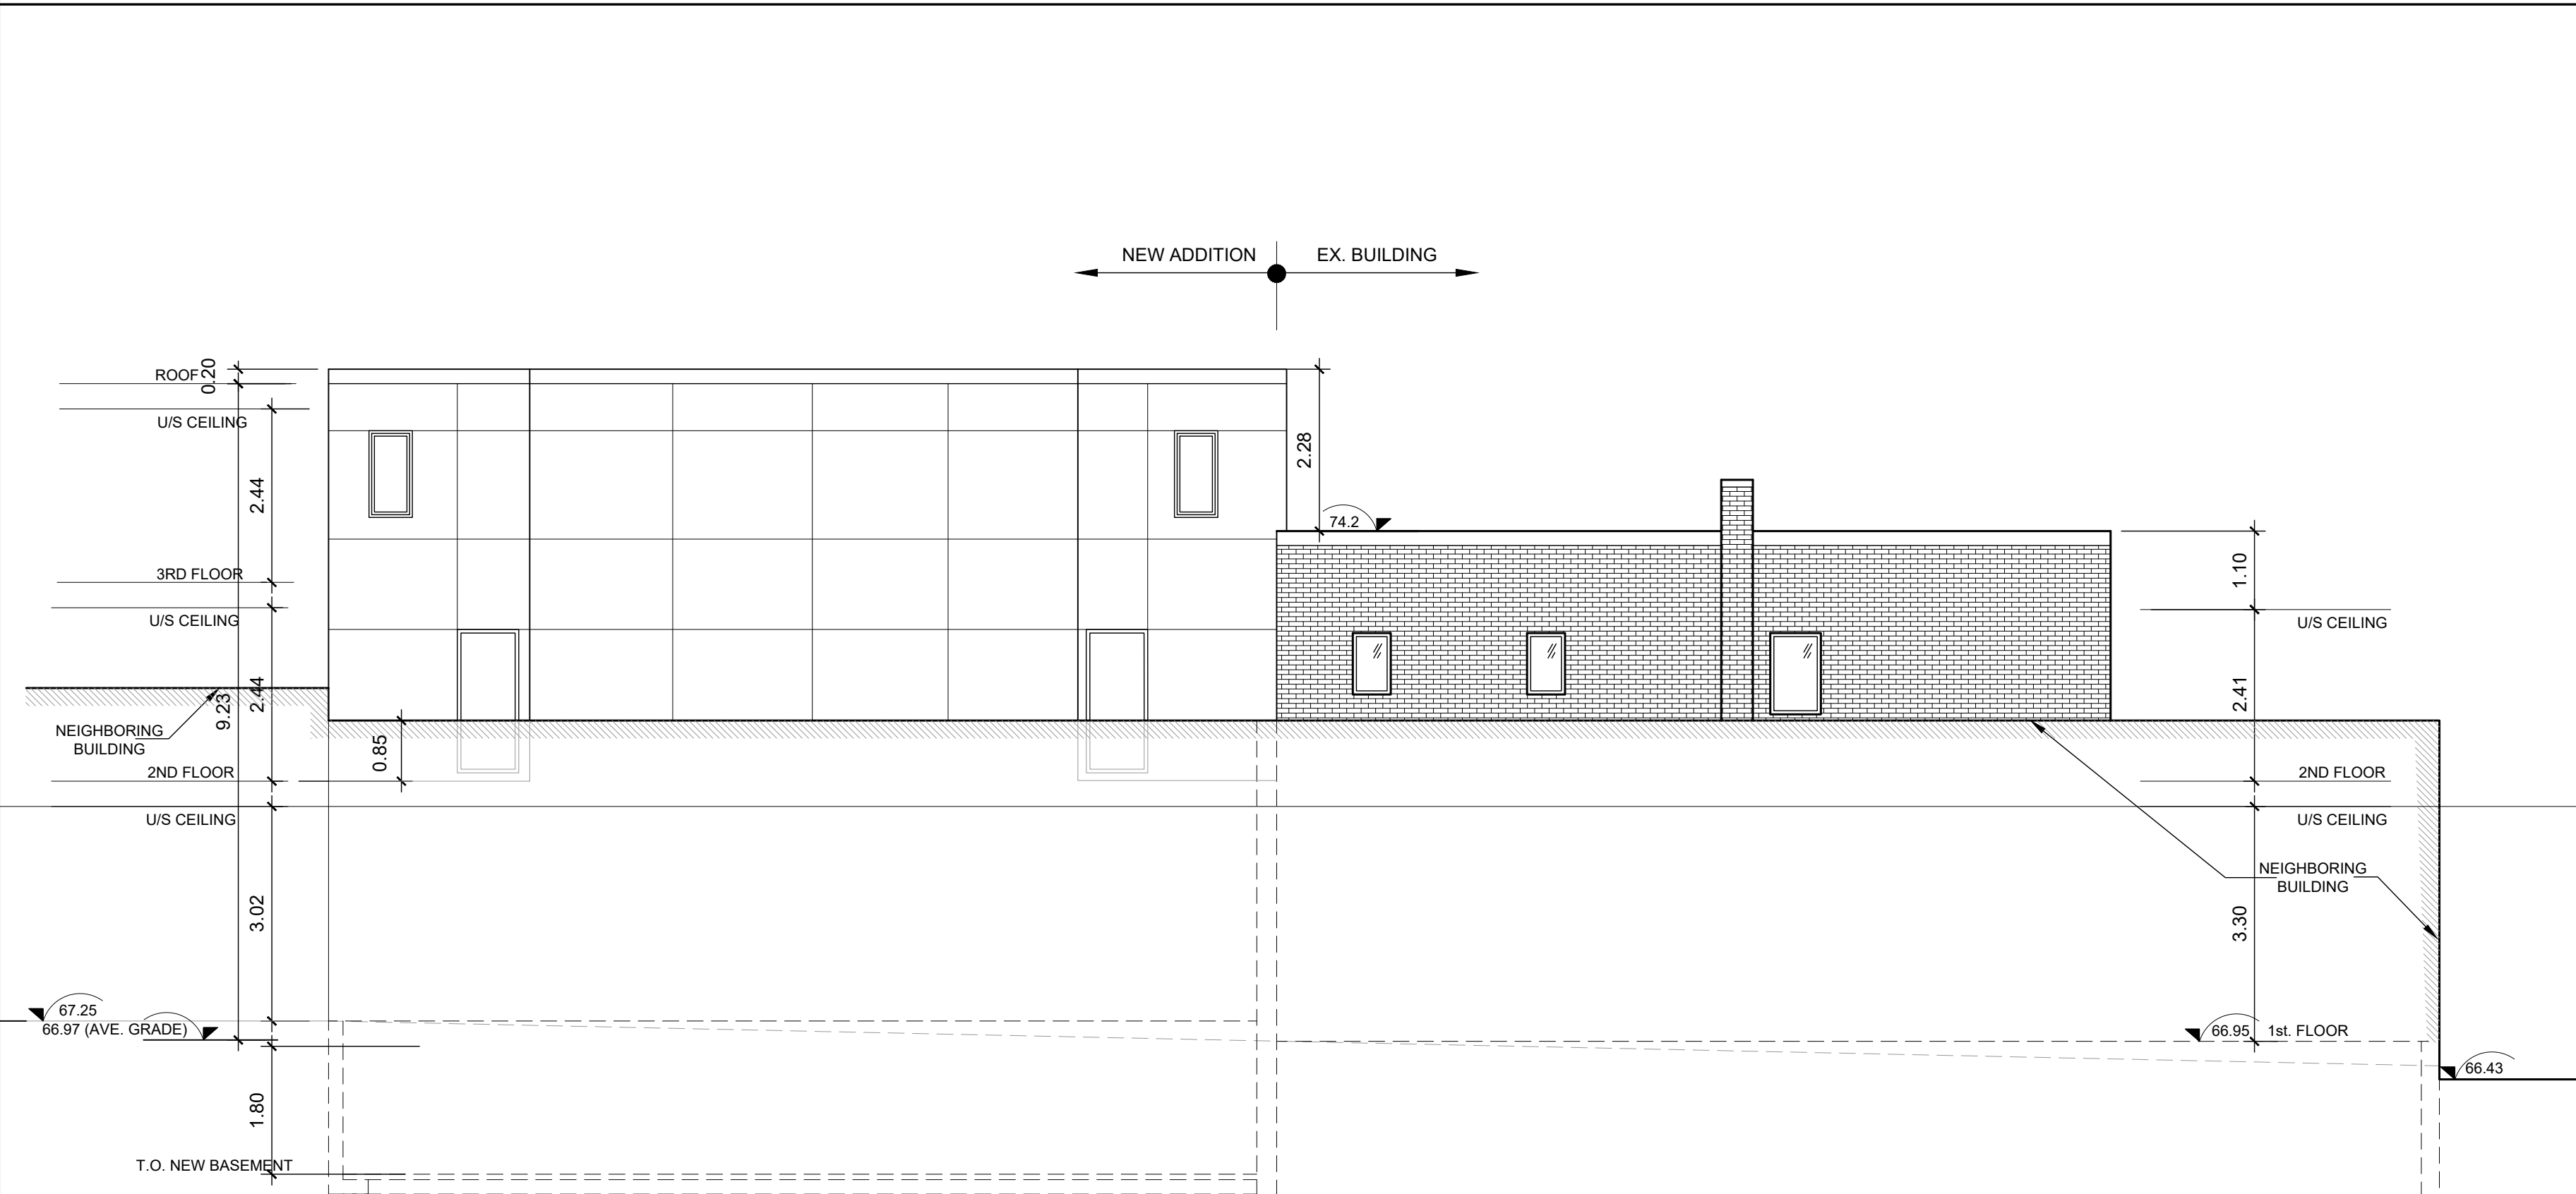 NEW ADDITION
EX. BUILDING
ROOF
0.20
U/S CEILING
2.44
2.28
74.2
3RD FLOOR
U/S CEILING
1.10
U/S CEILING
9.23
2.44
2.41
NEIGHBORING
BUILDING
0.85
2ND FLOOR
2ND FLOOR
U/S CEILING
U/S CEILING
NEIGHBORING
BUILDING
3.02
3.30
67.25
66.97 (AVE. GRADE)
66.95 1st. FLOOR
66.43
1.80
T.O. NEW BASEMENT